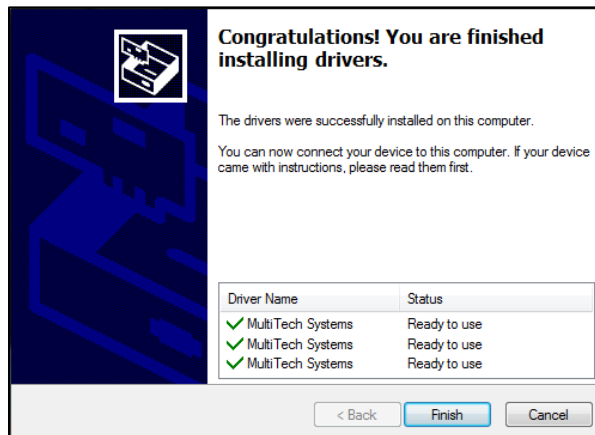 Congratulations! You are finished
installing drivers.
The drivers were successfully installed on this computer.
You can now connect your device to this computer. If your device
came with instructions, please read them first.
Driver Name Status
MultiTech Systems Ready to use
MultiTech Systems Ready to use
MultiTech Systems Ready to use
< Back Finish Cancel